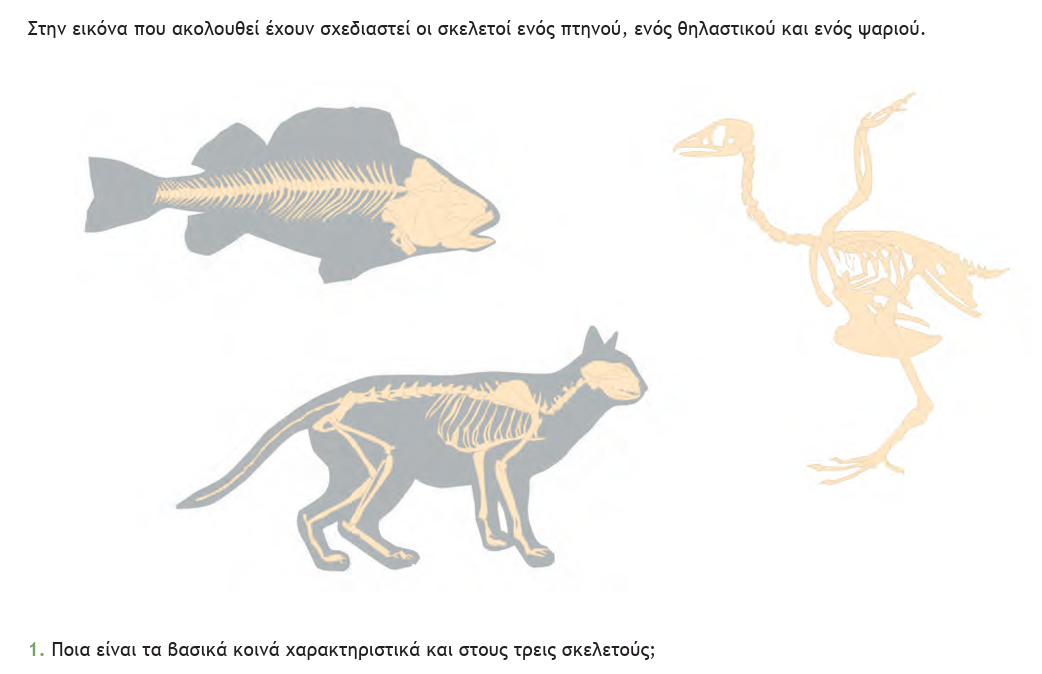 Στην εικόνα που ακολουθεί έχουν σχεδιαστεί οι σκελετοί ενός πτηνού, ενός θηλαστικού και ενός ψαριού.
1. Ποια είναι τα βασικά κοινά χαρακτηριστικά και στους τρεις σκελετούς;